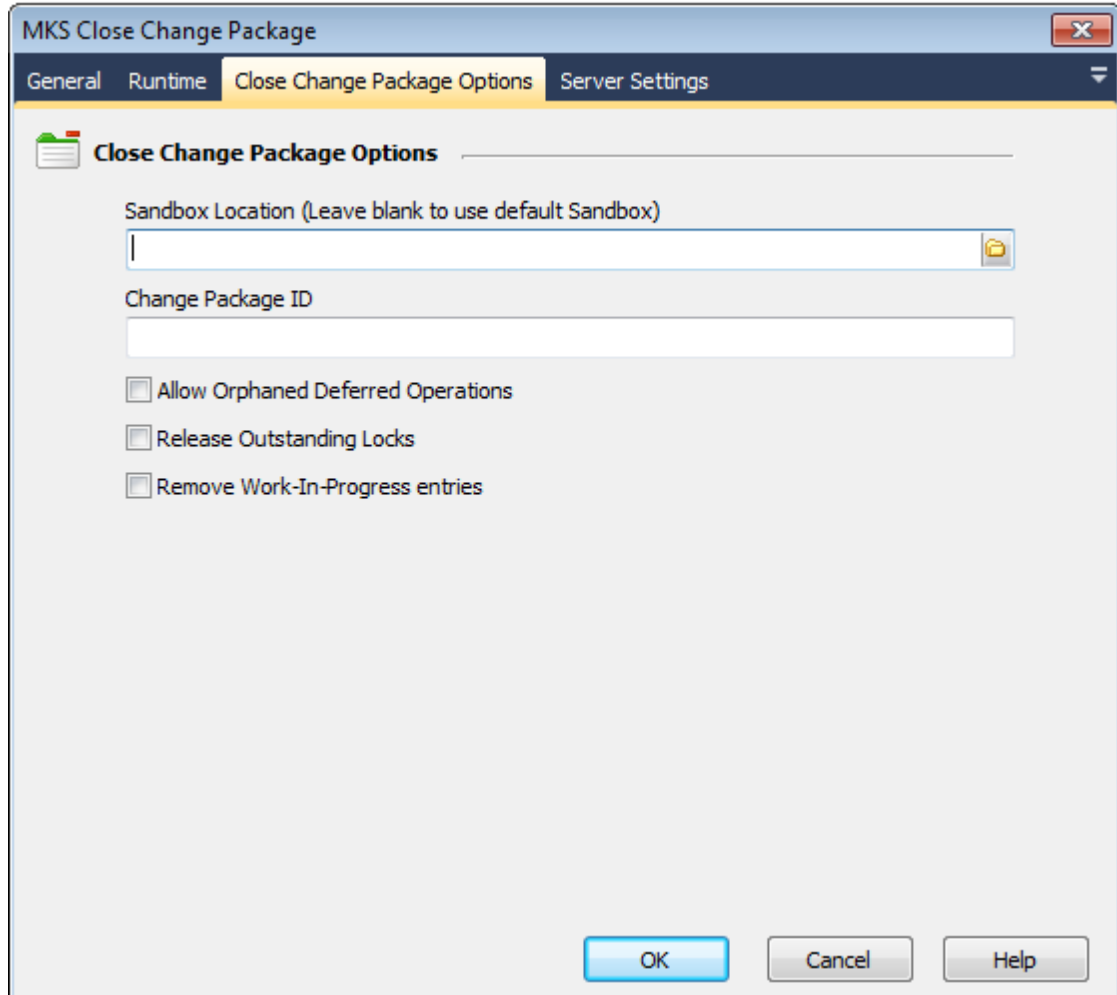 MKS Close Change Package
General Runtime Close Change Package Options Server Settings
Close Change Package Options
Sandbox Location (Leave blank to use default Sandbox)
Change Package ID
Allow Orphaned Deferred Operations
Release Outstanding Locks
Remove Work-In-Progress entries
OK Cancel Help